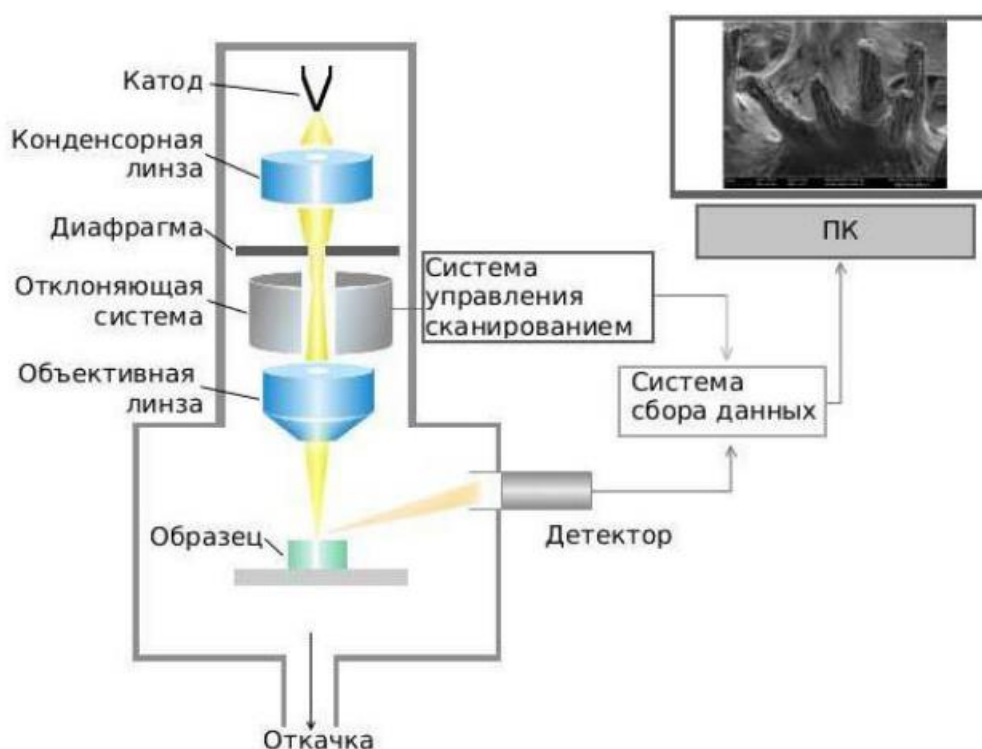 Катод
Конденсорная
линза
Диафрагма
Отклоняющая
система
Объективная
линза
Образец
Откачка
Система
управления
сканированием
Система
сбора данных
Детектор
ПК